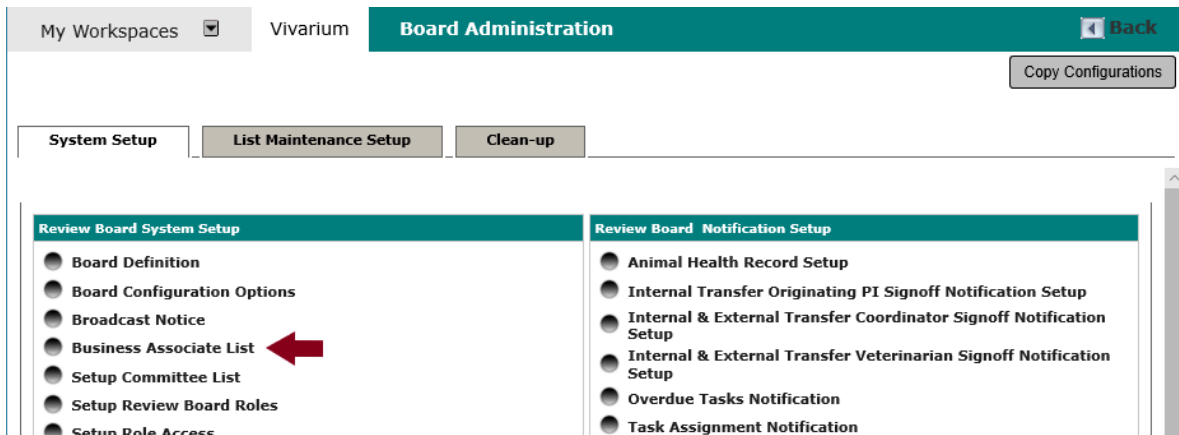 My Workspaces Vivarium Board Administration Back
Copy Configurations
System Setup List Maintenance Setup Clean-up
Review Board System Setup
Board Definition
Board Configuration Options
Broadcast Notice
Business Associate List
Setup Committee List
Setup Review Board Roles
Setup Role Access
Review Board Notification Setup
Animal Health Record Setup
Internal Transfer Originating PI Signoff Notification Setup
Internal & External Transfer Coordinator Signoff Notification
Setup
Internal & External Transfer Veterinarian Signoff Notification
Setup
Overdue Tasks Notification
Task Assignment Notification